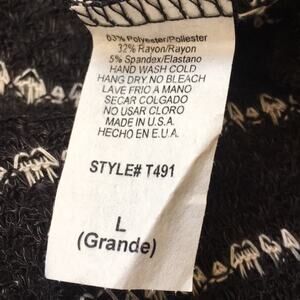 63% Polyester/Poliester
32% Rayon/Rayon
5% Spandex/Elastano
HAND WASH COLD
HANG DRY NO BLEACH
LAVE FRIO A MANO
SECAR COLGADO
NO USAR CLORO
MADE IN U.S.A.
HECHO EN E.U.A.
STYLE# T491
L
(Grande)